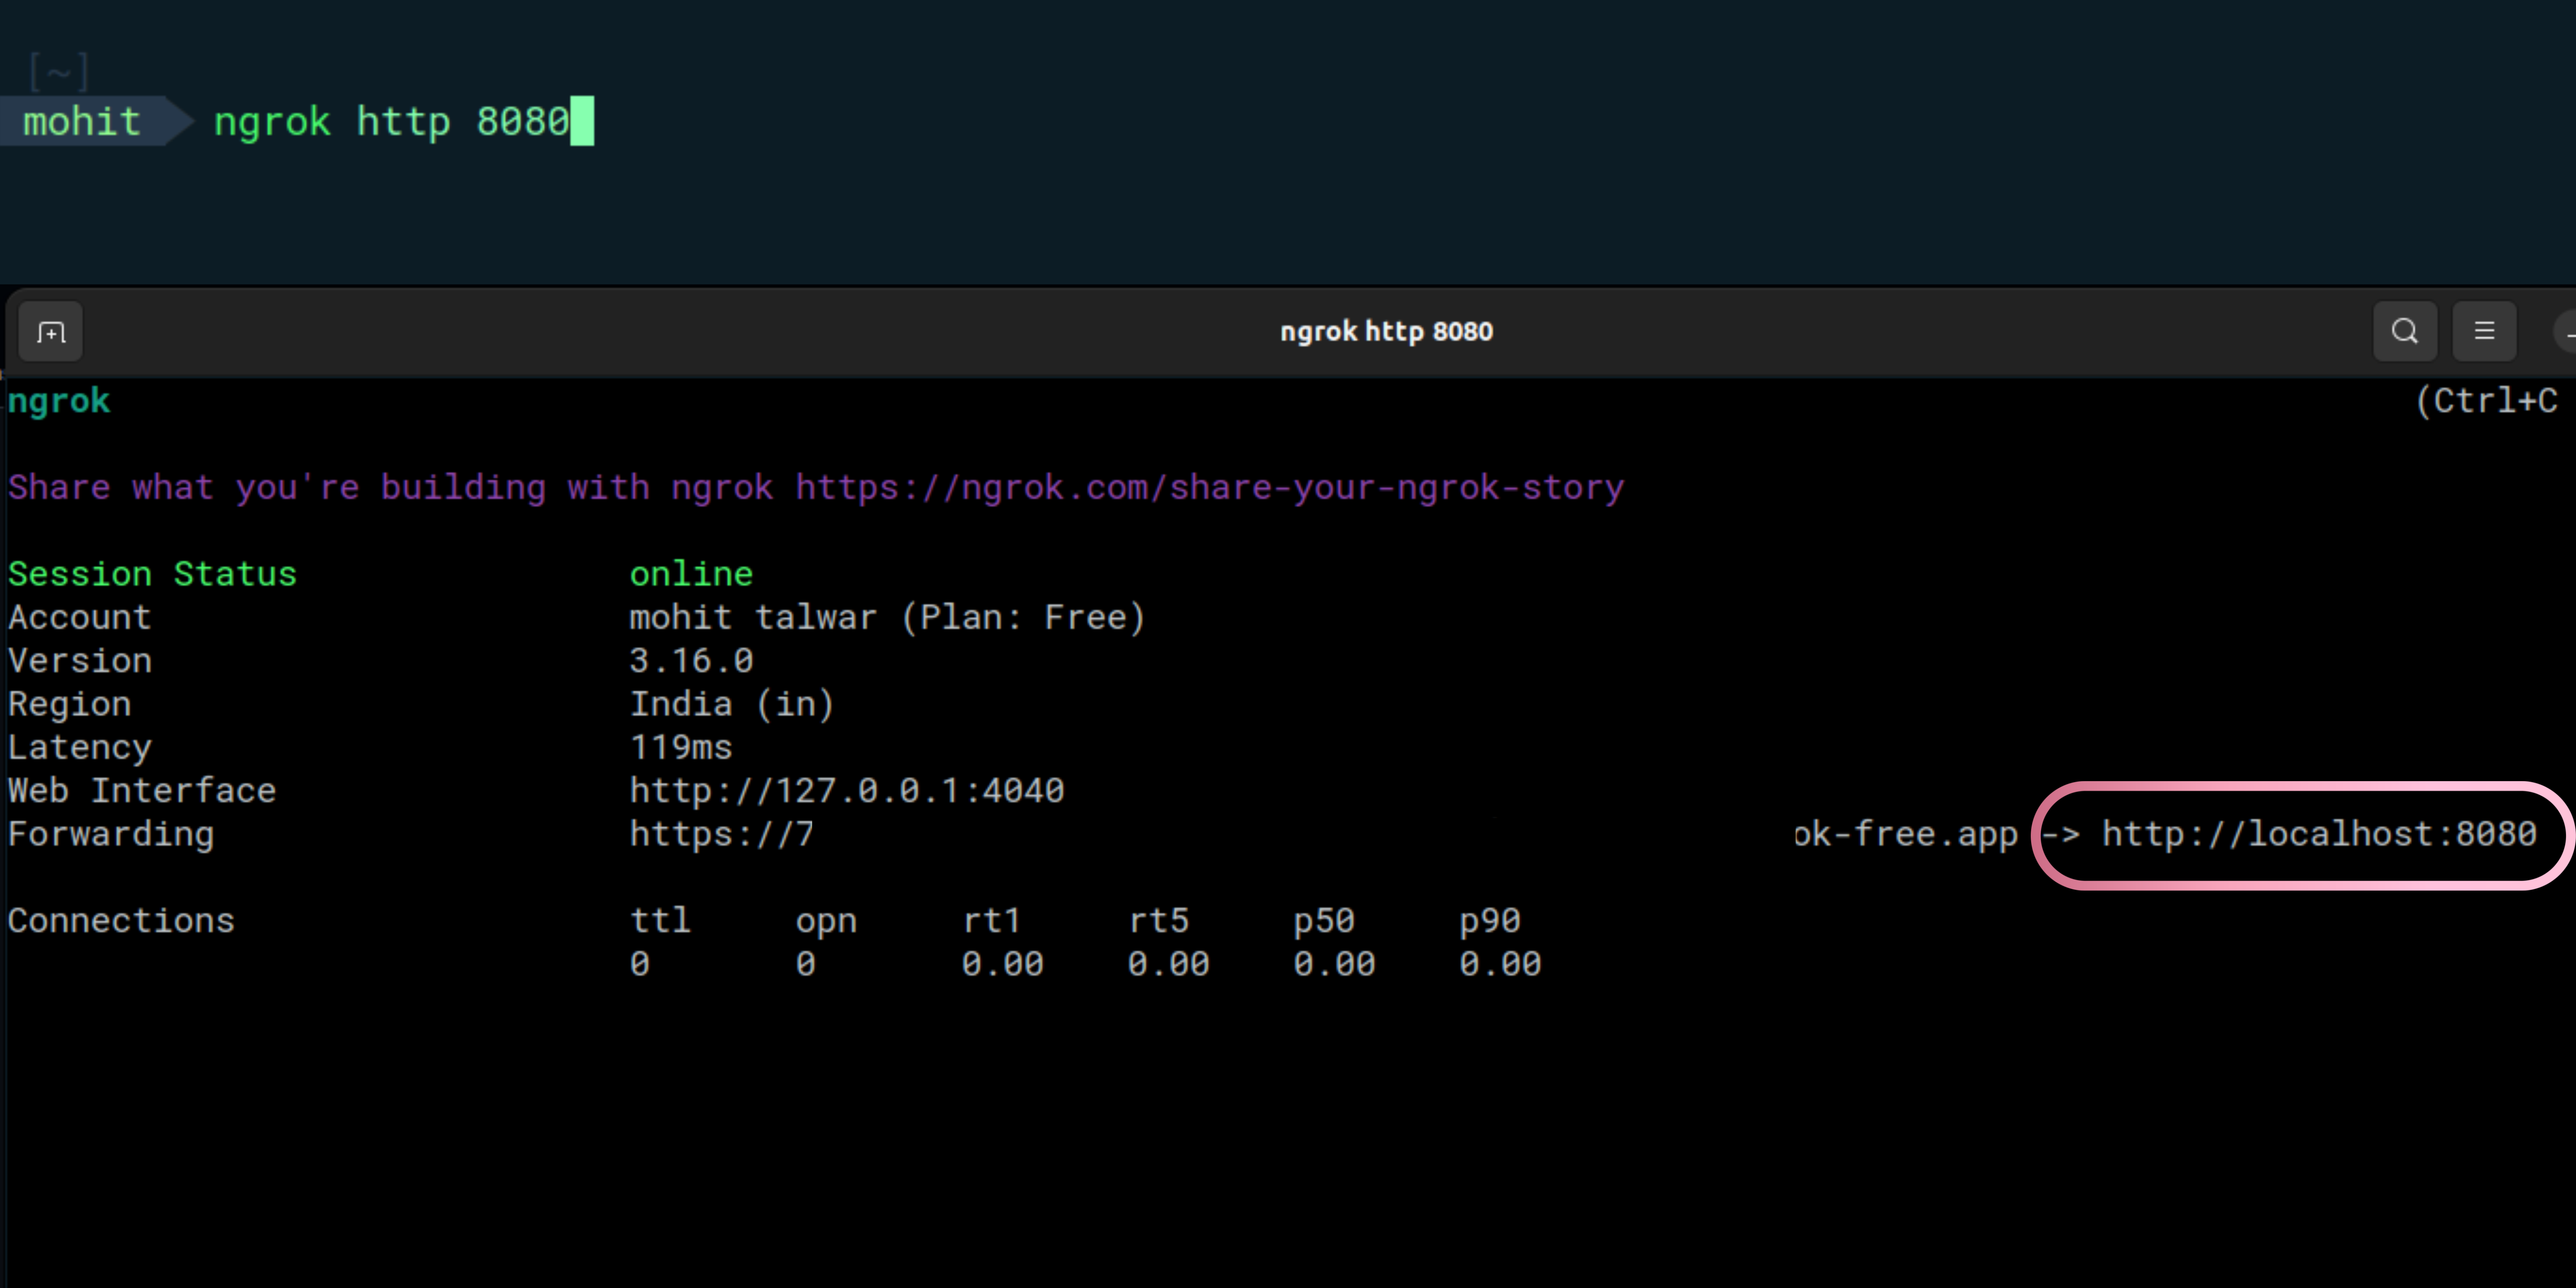 [~]
mohit ngrok http 8080
ngrok http 8080
ngrok (Ctrl+C
Share what you're building with ngrok https://ngrok.com/share-your-ngrok-story
Session Status online
Account mohit talwar (Plan: Free)
Version 3.16.0
Region India (in)
Latency 119ms
Web Interface http://127.0.0.1:4040
Forwarding https://7 ok-free.app -> http://localhost:8080
Connections ttl opn rt1 rt5 p50 p90
0 0 0.00 0.00 0.00 0.00